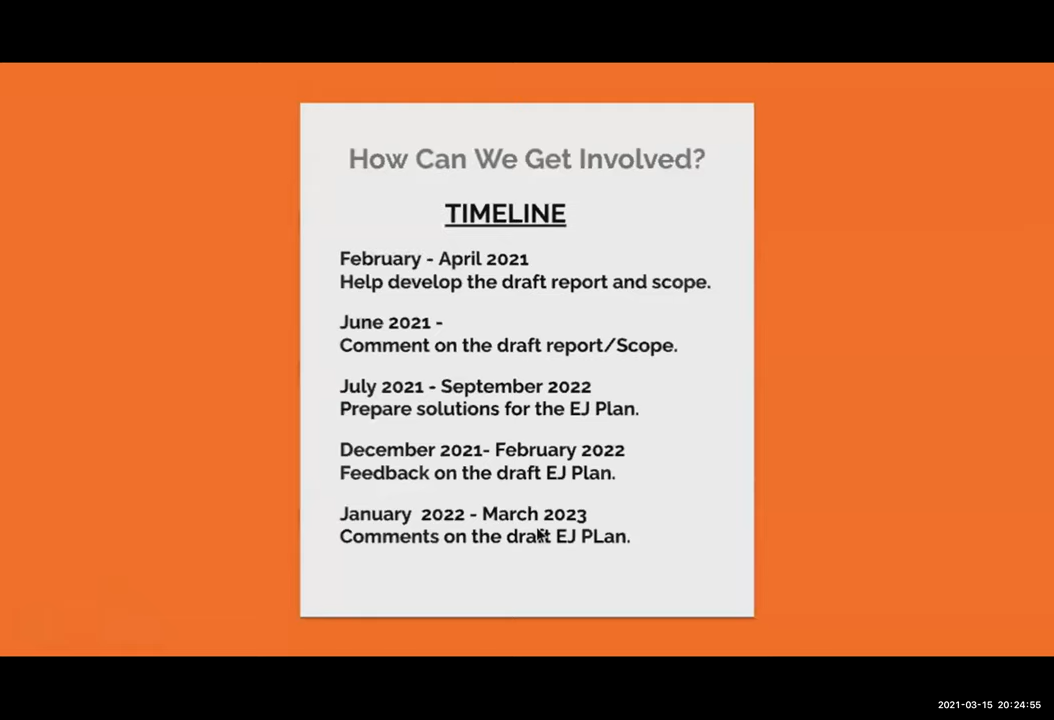 How Can We Get Involved?
TIMELINE
February - April 2021
Help develop the draft report and scope.
June 2021 -
Comment on the draft report/Scope.
July 2021 - September 2022
Prepare solutions for the EJ Plan.
December 2021- February 2022
Feedback on the draft EJ Plan.
January  2022 - March 2023
Comments on the draft EJ PLan.
2021-03-15 20:24:55